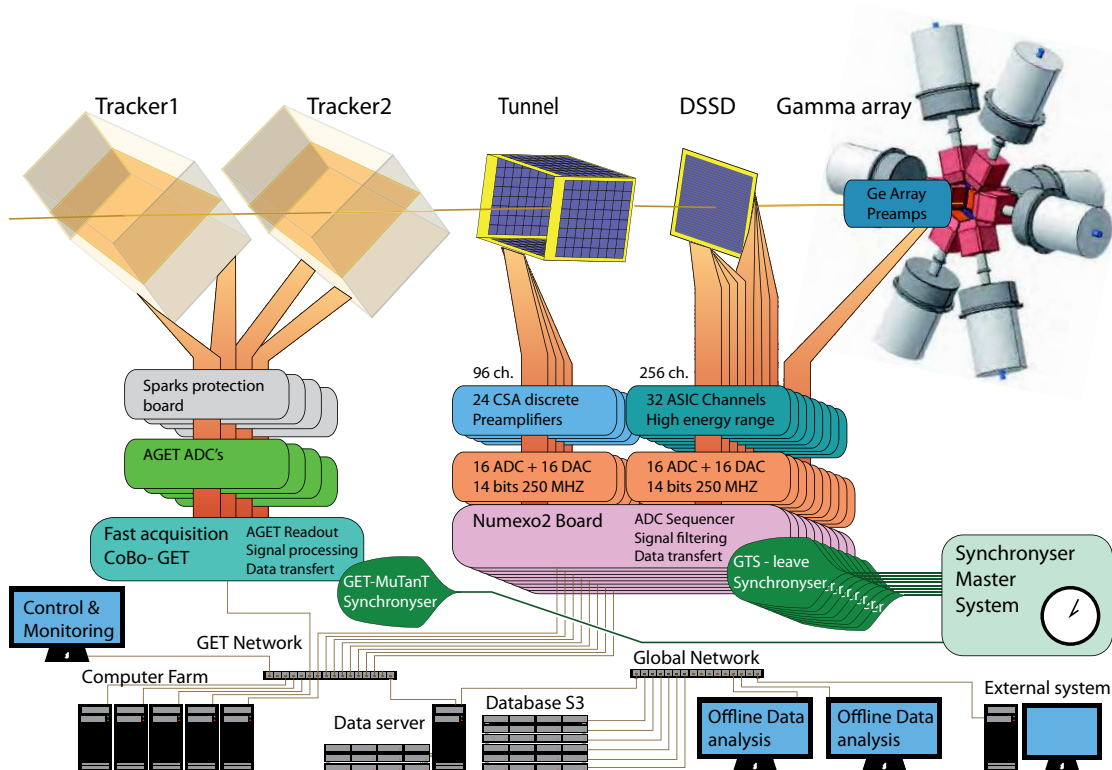 Tracker1
Tracker2
Tunnel
DSSD
Gamma array
Ge Array
Preamps
96 ch.
256 ch.
Sparks protection
board
24 CSA discrete
Preamplifiers
32 ASIC Channels
High energy range
AGET ADC's
16 ADC + 16 DAC
14 bits 250 MHZ
16 ADC + 16 DAC
14 bits 250 MHZ
Fast acquisition
CoBo- GET
AGET Readout
Signal processing
Data transfert
Numexo2 Board
ADC Sequencer
Signal filtering
Data transfert
GET-MuTanT
Synchronyser
GTS - leave
Synchronyser
Synchronyser
Master
System
Control &
Monitoring
GET Network
Global Network
Computer Farm
Data server
Database S3
Offline Data
analysis
Offline Data
analysis
External system